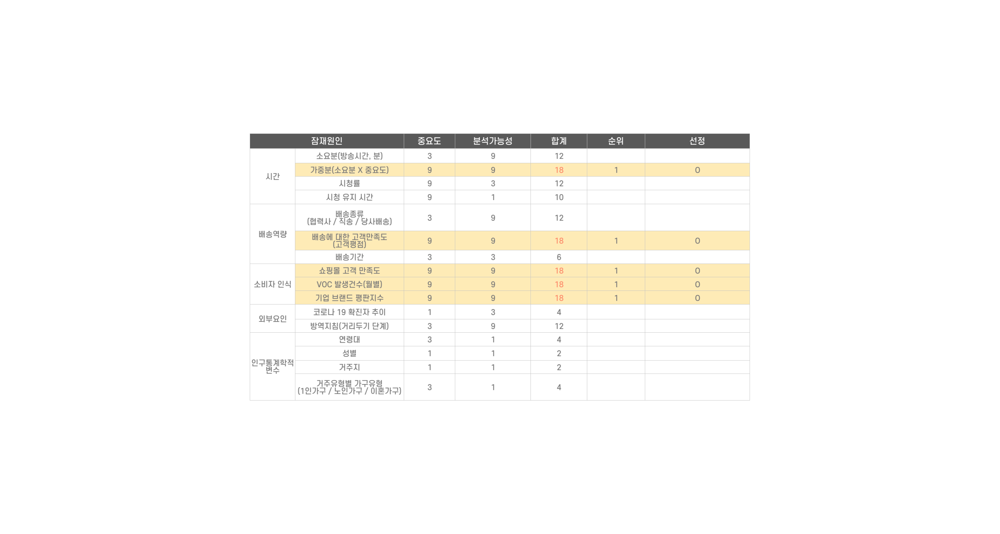 잠재원인 중요도 분석가능성 합계 순위 선정
시간
소요분(방송시간, 분) 3 9 12
가중분(소요분 X 중요도) 9 9 18 1 O
시청률 9 3 12
시청 유지 시간 9 1 10
배송역량
배송종류
(협력사 / 직송 / 당사배송) 3 9 12
배송에 대한 고객만족도
(고객평점) 9 9 18 1 O
배송기간 3 3 6
소비자 인식
쇼핑몰 고객 만족도 9 9 18 1 O
VOC 발생건수(월별) 9 9 18 1 O
기업 브랜드 평판지수 9 9 18 1 O
외부요인
코로나 19 확진자 추이 1 3 4
방역지침(거리두기 단계) 3 9 12
인구통계학적
변수
연령대 3 1 4
성별 1 1 2
거주지 1 1 2
거주유형별 가구유형
(1인가구 / 노인가구 / 이혼가구) 3 1 4